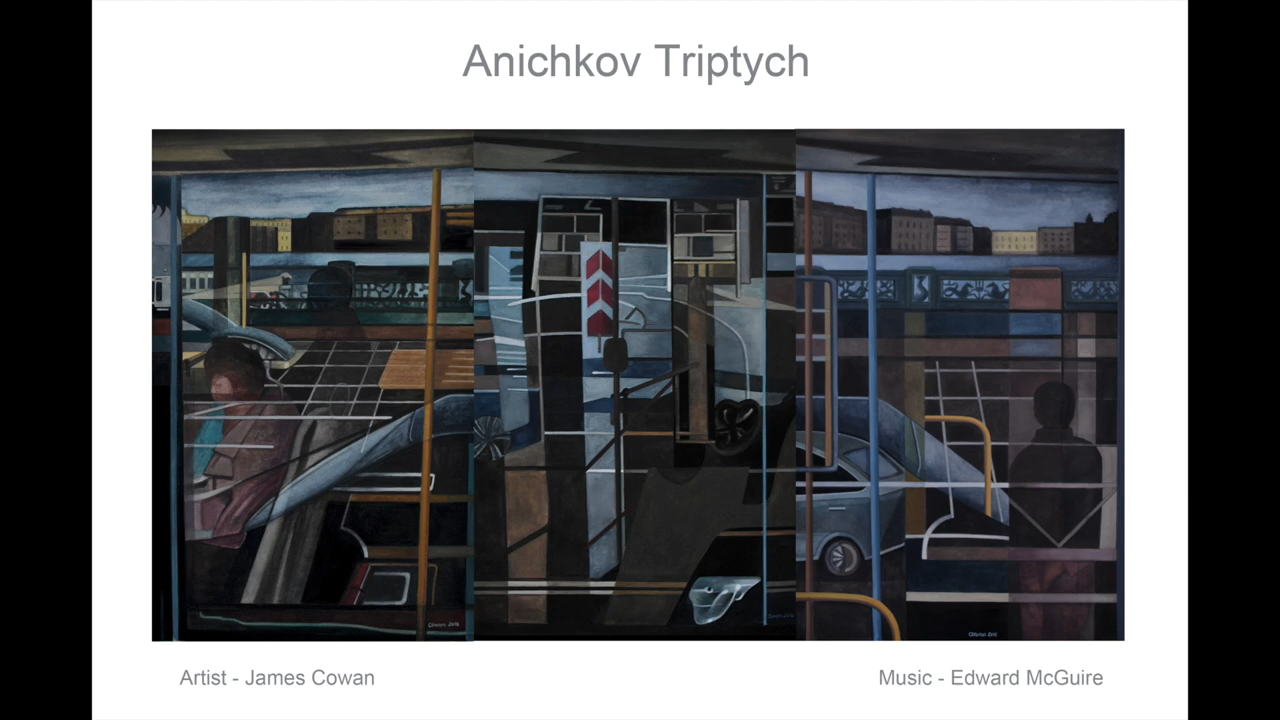 Anichkov Triptych
Artist - James Cowan
Music - Edward McGuire